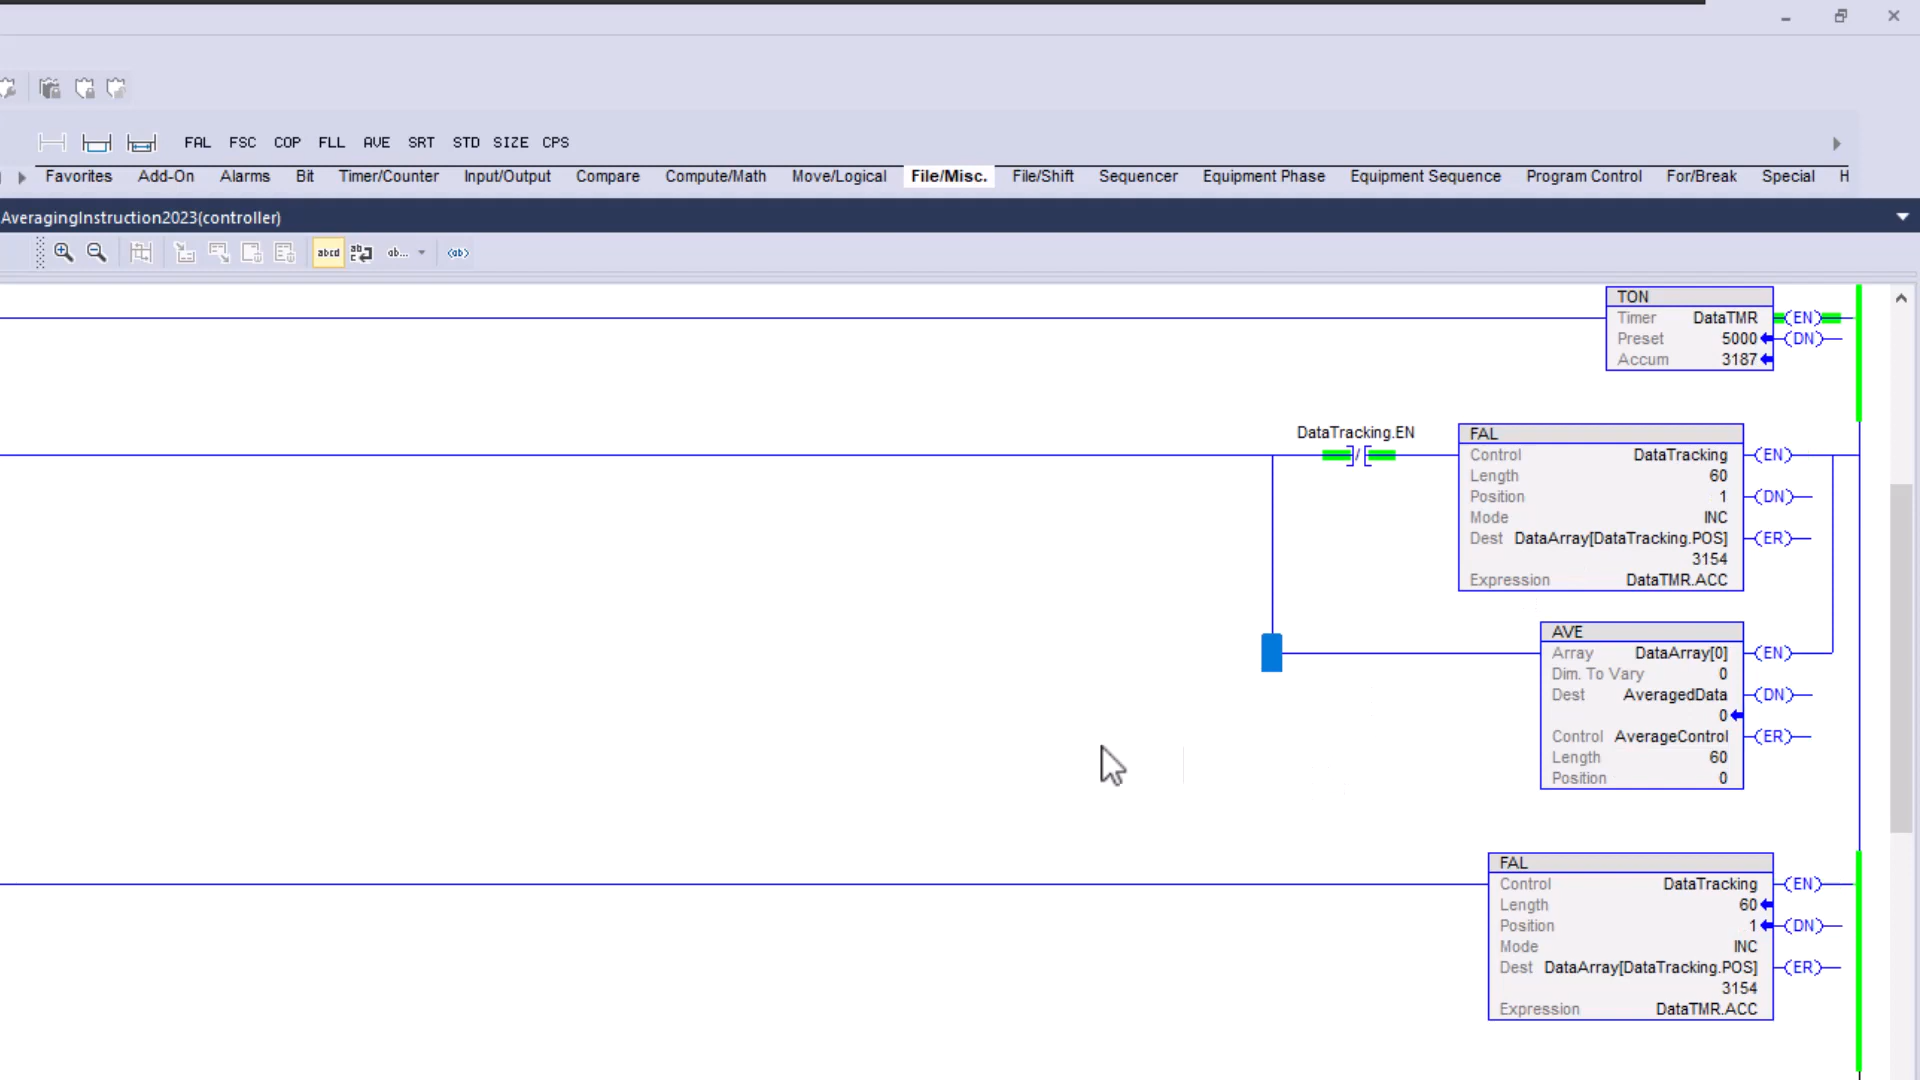 FAL FSC COP FLL AVE SRT STD SIZE CPS
Favorites Add-On Alarms Bit Timer/Counter Input/Output Compare Compute/Math Move/Logical File/Misc. File/Shift Sequencer Equipment Phase Equipment Sequence Program Control For/Break Special H
AveragingInstruction2023(controller)
abcd ab c ab... <ab>
TON
Timer DataTMR (EN)
Preset 5000 (DN)
Accum 3187
DataTracking.EN
FAL
Control DataTracking (EN)
Length 60
Position 1 (DN)
Mode INC
Dest DataArray[DataTracking.POS] (ER)
3154
Expression DataTMR.ACC
AVE
Array DataArray[0] (EN)
Dim. To Vary 0
Dest AveragedData (DN)
0
Control AverageControl (ER)
Length 60
Position 0
FAL
Control DataTracking (EN)
Length 60
Position 1 (DN)
Mode INC
Dest DataArray[DataTracking.POS] (ER)
3154
Expression DataTMR.ACC